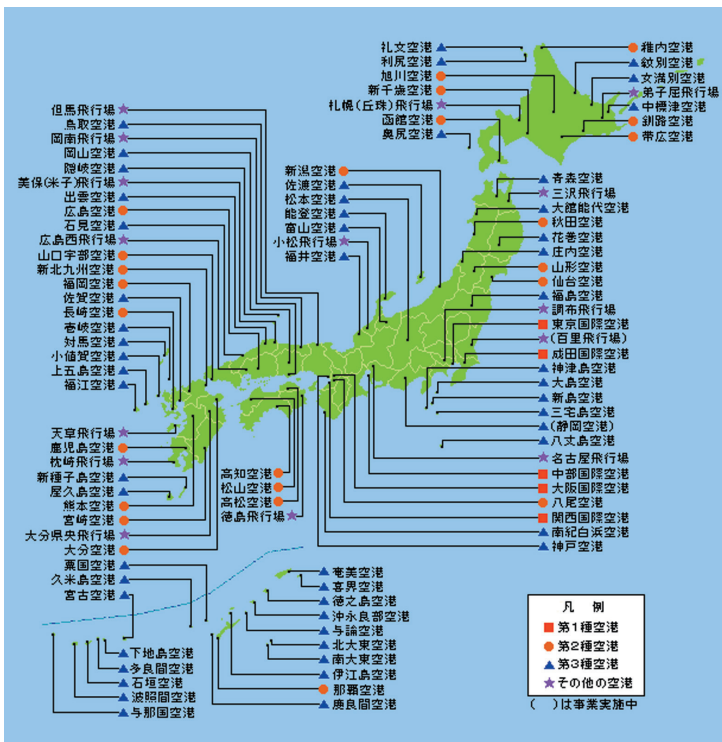 礼文空港
利尻空港
旭川空港
新千歳空港
札幌(丘珠)飛行場
函館空港
奥尻空港
稚内空港
紋別空港
女満別空港
弟子屈飛行場
中標津空港
釧路空港
帯広空港
但馬飛行場
鳥取空港
岡南飛行場
岡山空港
隠岐空港
美保(米子)飛行場
出雲空港
広島空港
石見空港
広島西飛行場
山口宇部空港
新北九州空港
福岡空港
佐賀空港
長崎空港
壱岐空港
対馬空港
小値賀空港
上五島空港
福江空港
新潟空港
佐渡空港
松本空港
能登空港
富山空港
小松飛行場
福井空港
青森空港
三沢飛行場
大館能代空港
秋田空港
花巻空港
庄内空港
山形空港
仙台空港
福島空港
調布飛行場
東京国際空港
(百里飛行場)
成田国際空港
神津島空港
大島空港
新島空港
三宅島空港
(静岡空港)
八丈島空港
名古屋飛行場
中部国際空港
大阪国際空港
八尾空港
関西国際空港
南紀白浜空港
神戸空港
天草飛行場
鹿児島空港
枕崎飛行場
新種子島空港
屋久島空港
熊本空港
宮崎空港
大分県央飛行場
大分空港
粟国空港
久米島空港
宮古空港
高知空港
松山空港
高松空港
徳島飛行場
下地島空港
多良間空港
石垣空港
波照間空港
与那国空港
奄美空港
喜界空港
徳之島空港
沖永良部空港
与論空港
北大東空港
南大東空港
伊江島空港
那覇空港
慶良間空港
凡 例
第1種空港
第2種空港
第3種空港
その他の空港
( )は事業実施中